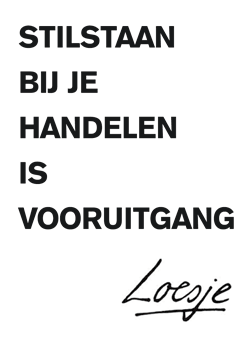 STILSTAAN
BIJ JE
HANDELEN
IS
VOORUITGANG
Loesje